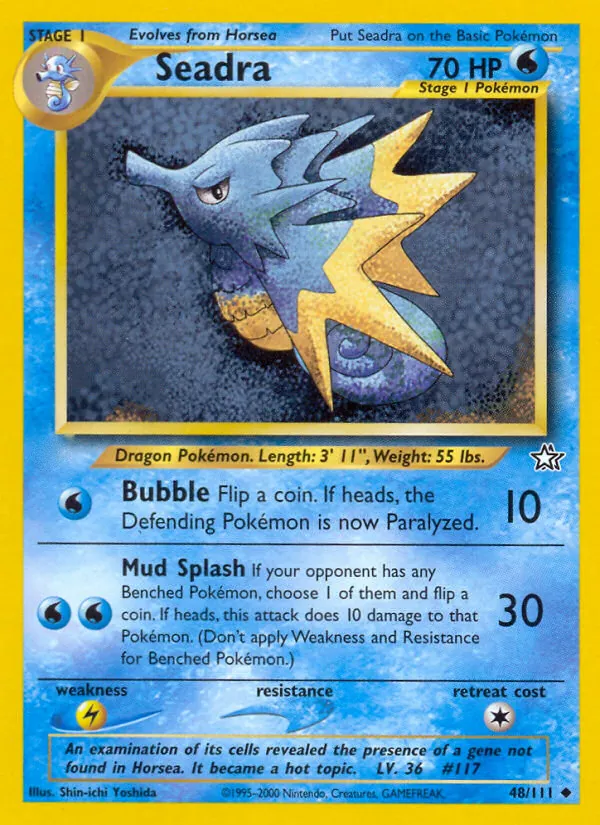 STAGE 1 Evolves from Horsea Put Seadra on the Basic Pokémon
Seadra 70 HP
Stage 1 Pokémon
Dragon Pokémon. Length: 3' 11", Weight: 55 lbs.
Bubble Flip a coin. If heads, the
Defending Pokémon is now Paralyzed. 10
Mud Splash If your opponent has any
Benched Pokémon, choose 1 of them and flip a
coin. If heads, this attack does 10 damage to that
Pokémon. (Don't apply Weakness and Resistance
for Benched Pokémon.)
30
weakness resistance retreat cost
An examination of its cells revealed the presence of a gene not
found in Horsea. It became a hot topic. LV. 36 #117
Illus. Shin-ichi Yoshida ©1995-2000 Nintendo, Creatures, GAMEFREAK. 48/111